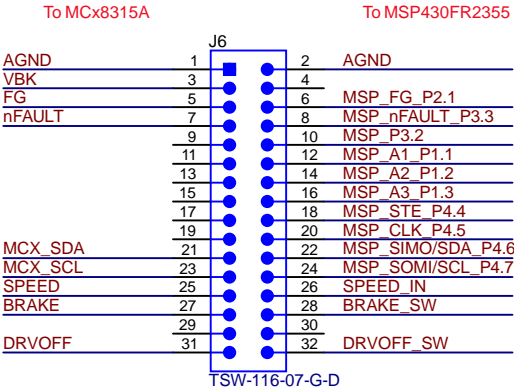 To MCx8315A To MSP430FR2355
J6
AGND 1 2 AGND
VBK 3 4
FG 5 6 MSP_FG_P2.1
nFAULT 7 8 MSP_nFAULT_P3.3
9 10 MSP_P3.2
11 12 MSP_A1_P1.1
13 14 MSP_A2_P1.2
15 16 MSP_A3_P1.3
17 18 MSP_STE_P4.4
19 20 MSP_CLK_P4.5
MCX_SDA 21 22 MSP_SIMO/SDA_P4.6
MCX_SCL 23 24 MSP_SOMI/SCL_P4.7
SPEED 25 26 SPEED_IN
BRAKE 27 28 BRAKE_SW
29 30
DRVOFF 31 32 DRVOFF_SW
TSW-116-07-G-D